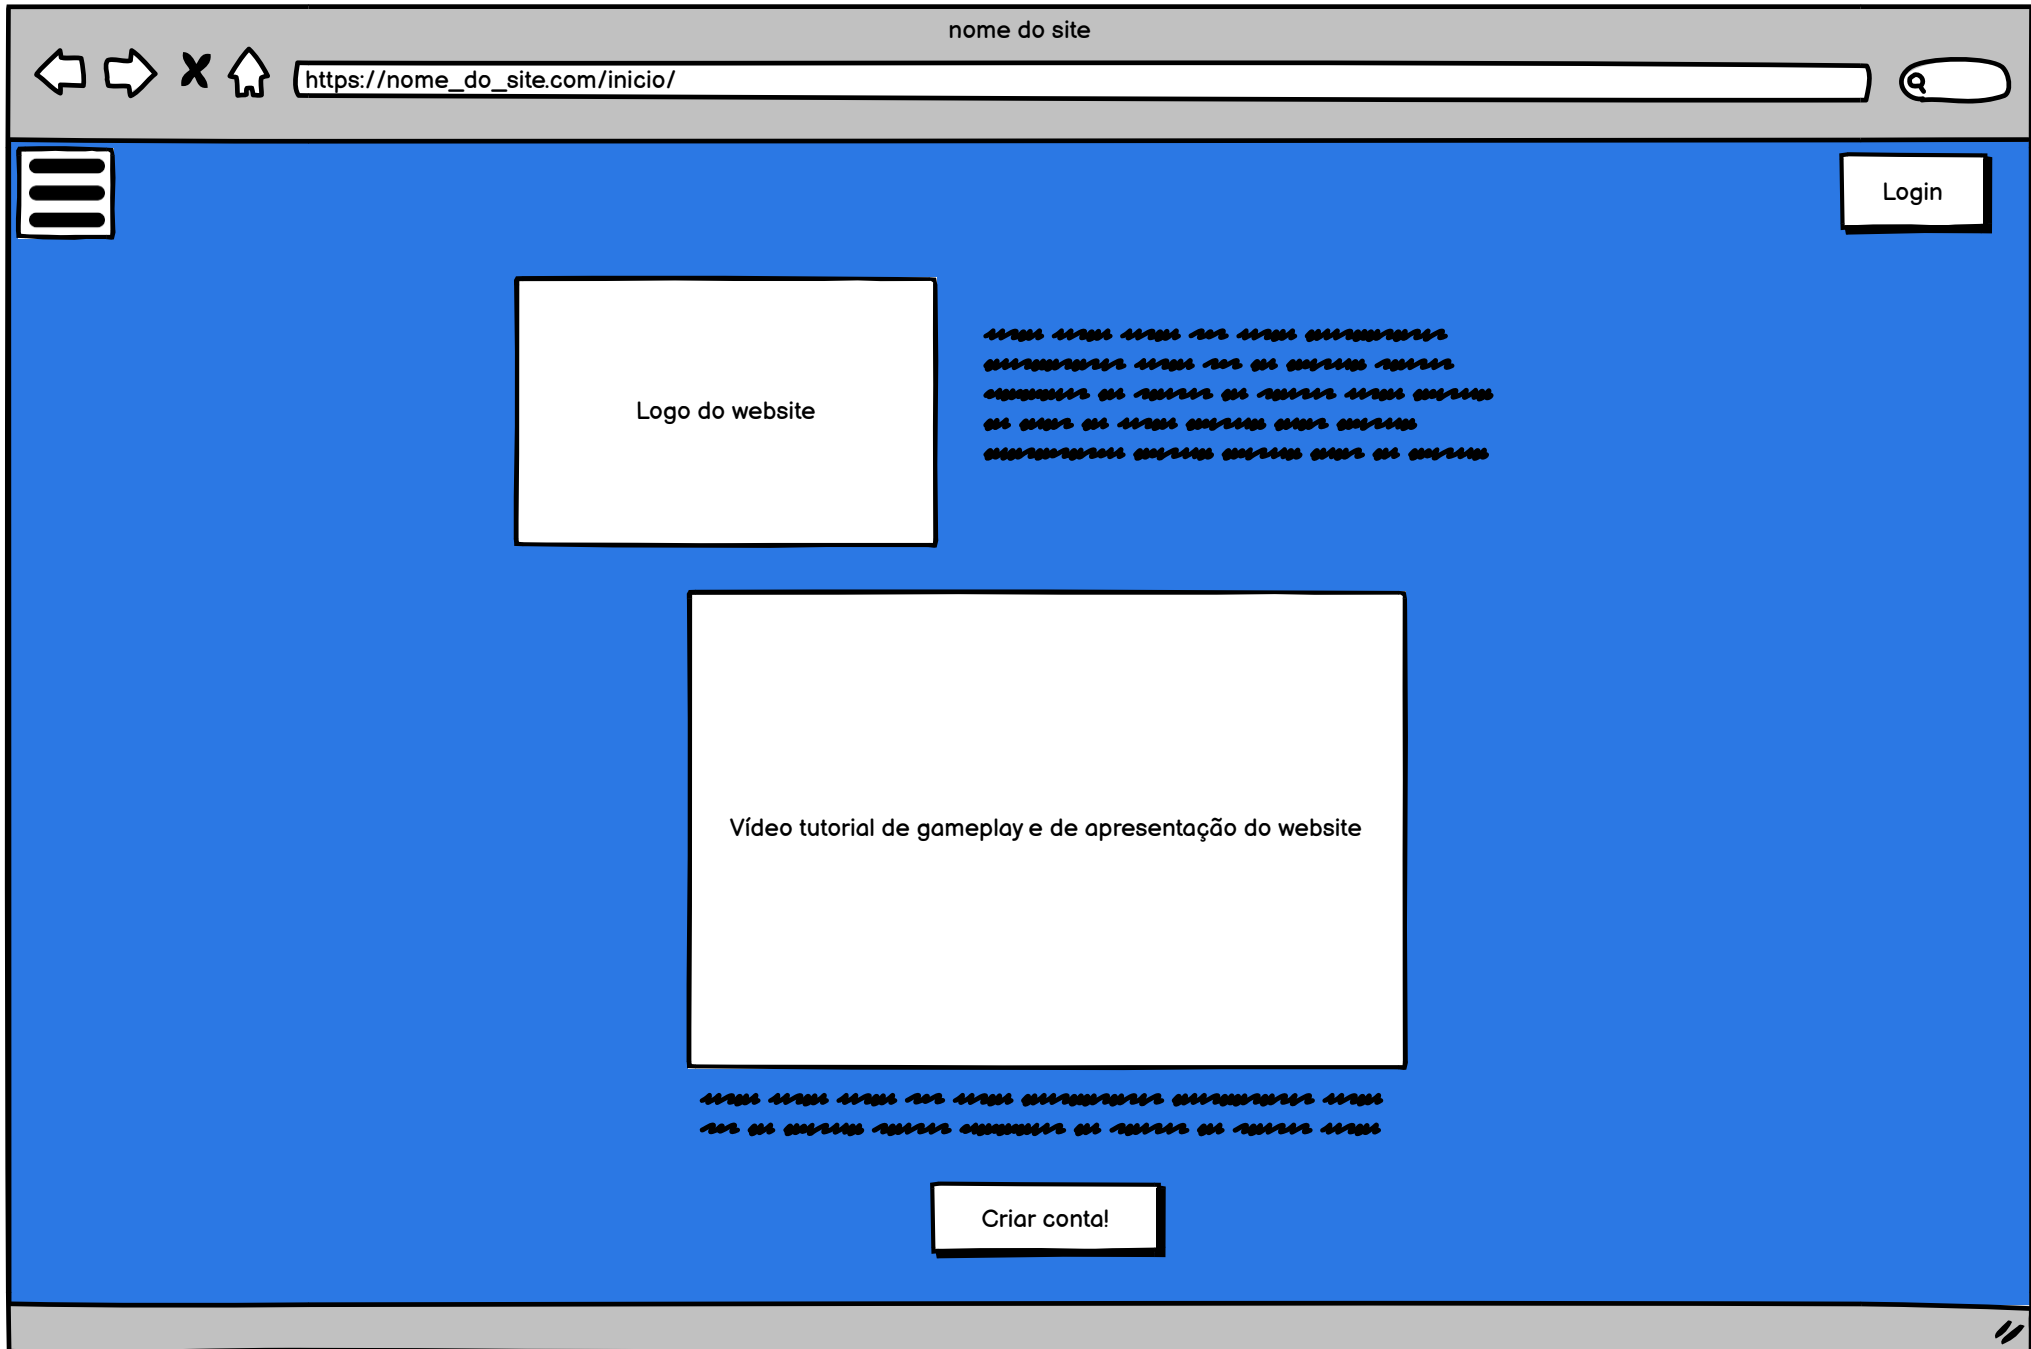 nome do site
https://nome_do_site.com/inicio/
Login
Logo do website
Vídeo tutorial de gameplay e de apresentação do website
Criar conta!